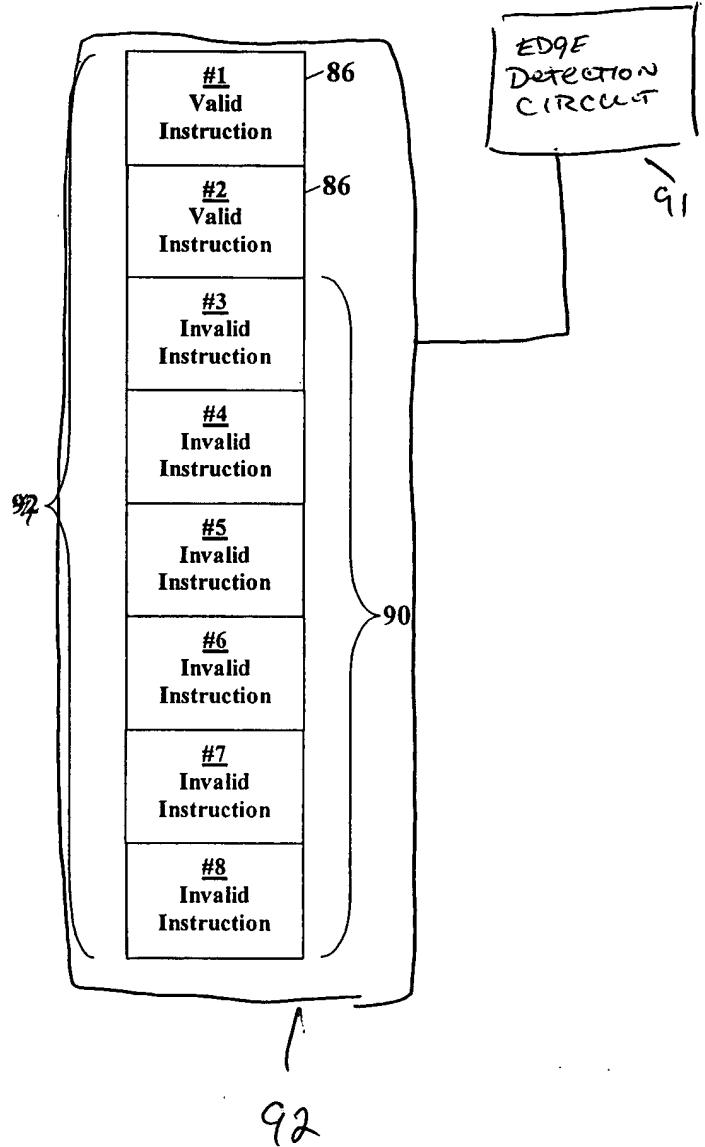 #1
Valid
Instruction
86
EDGE
DETECTION
CIRCUIT
91
#2
Valid
Instruction
86
#3
Invalid
Instruction
#4
Invalid
Instruction
#5
Invalid
Instruction
#6
Invalid
Instruction
90
#7
Invalid
Instruction
#8
Invalid
Instruction
92